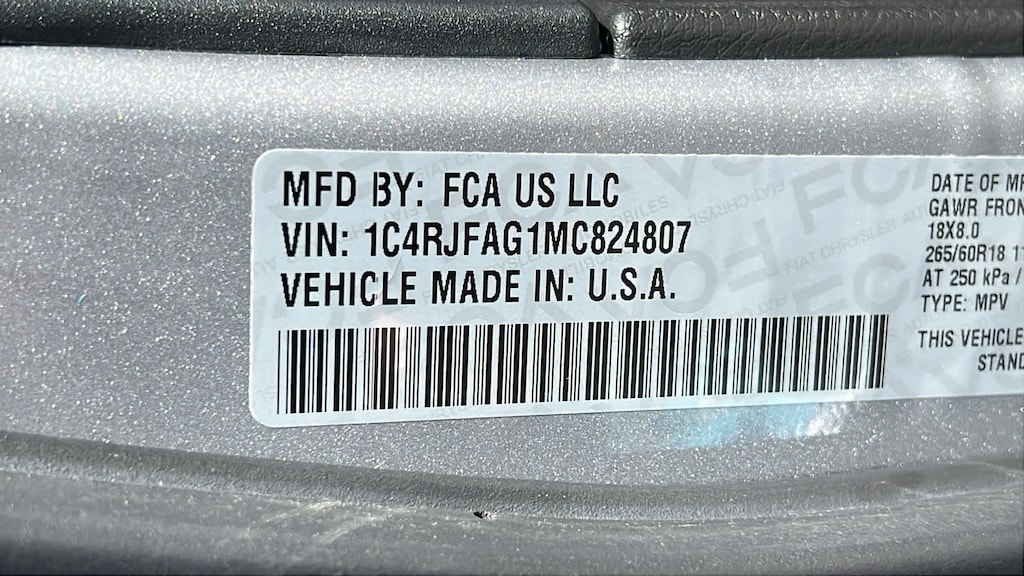 MFD BY: FCA US LLC
VIN: 1C4RJFAG1MC824807
VEHICLE MADE IN: U.S.A.
DATE OF MF
GAWR FRON
18X8.0
265/60R18 11
AT 250 kPa /
TYPE: MPV
THIS VEHICLE
STAND